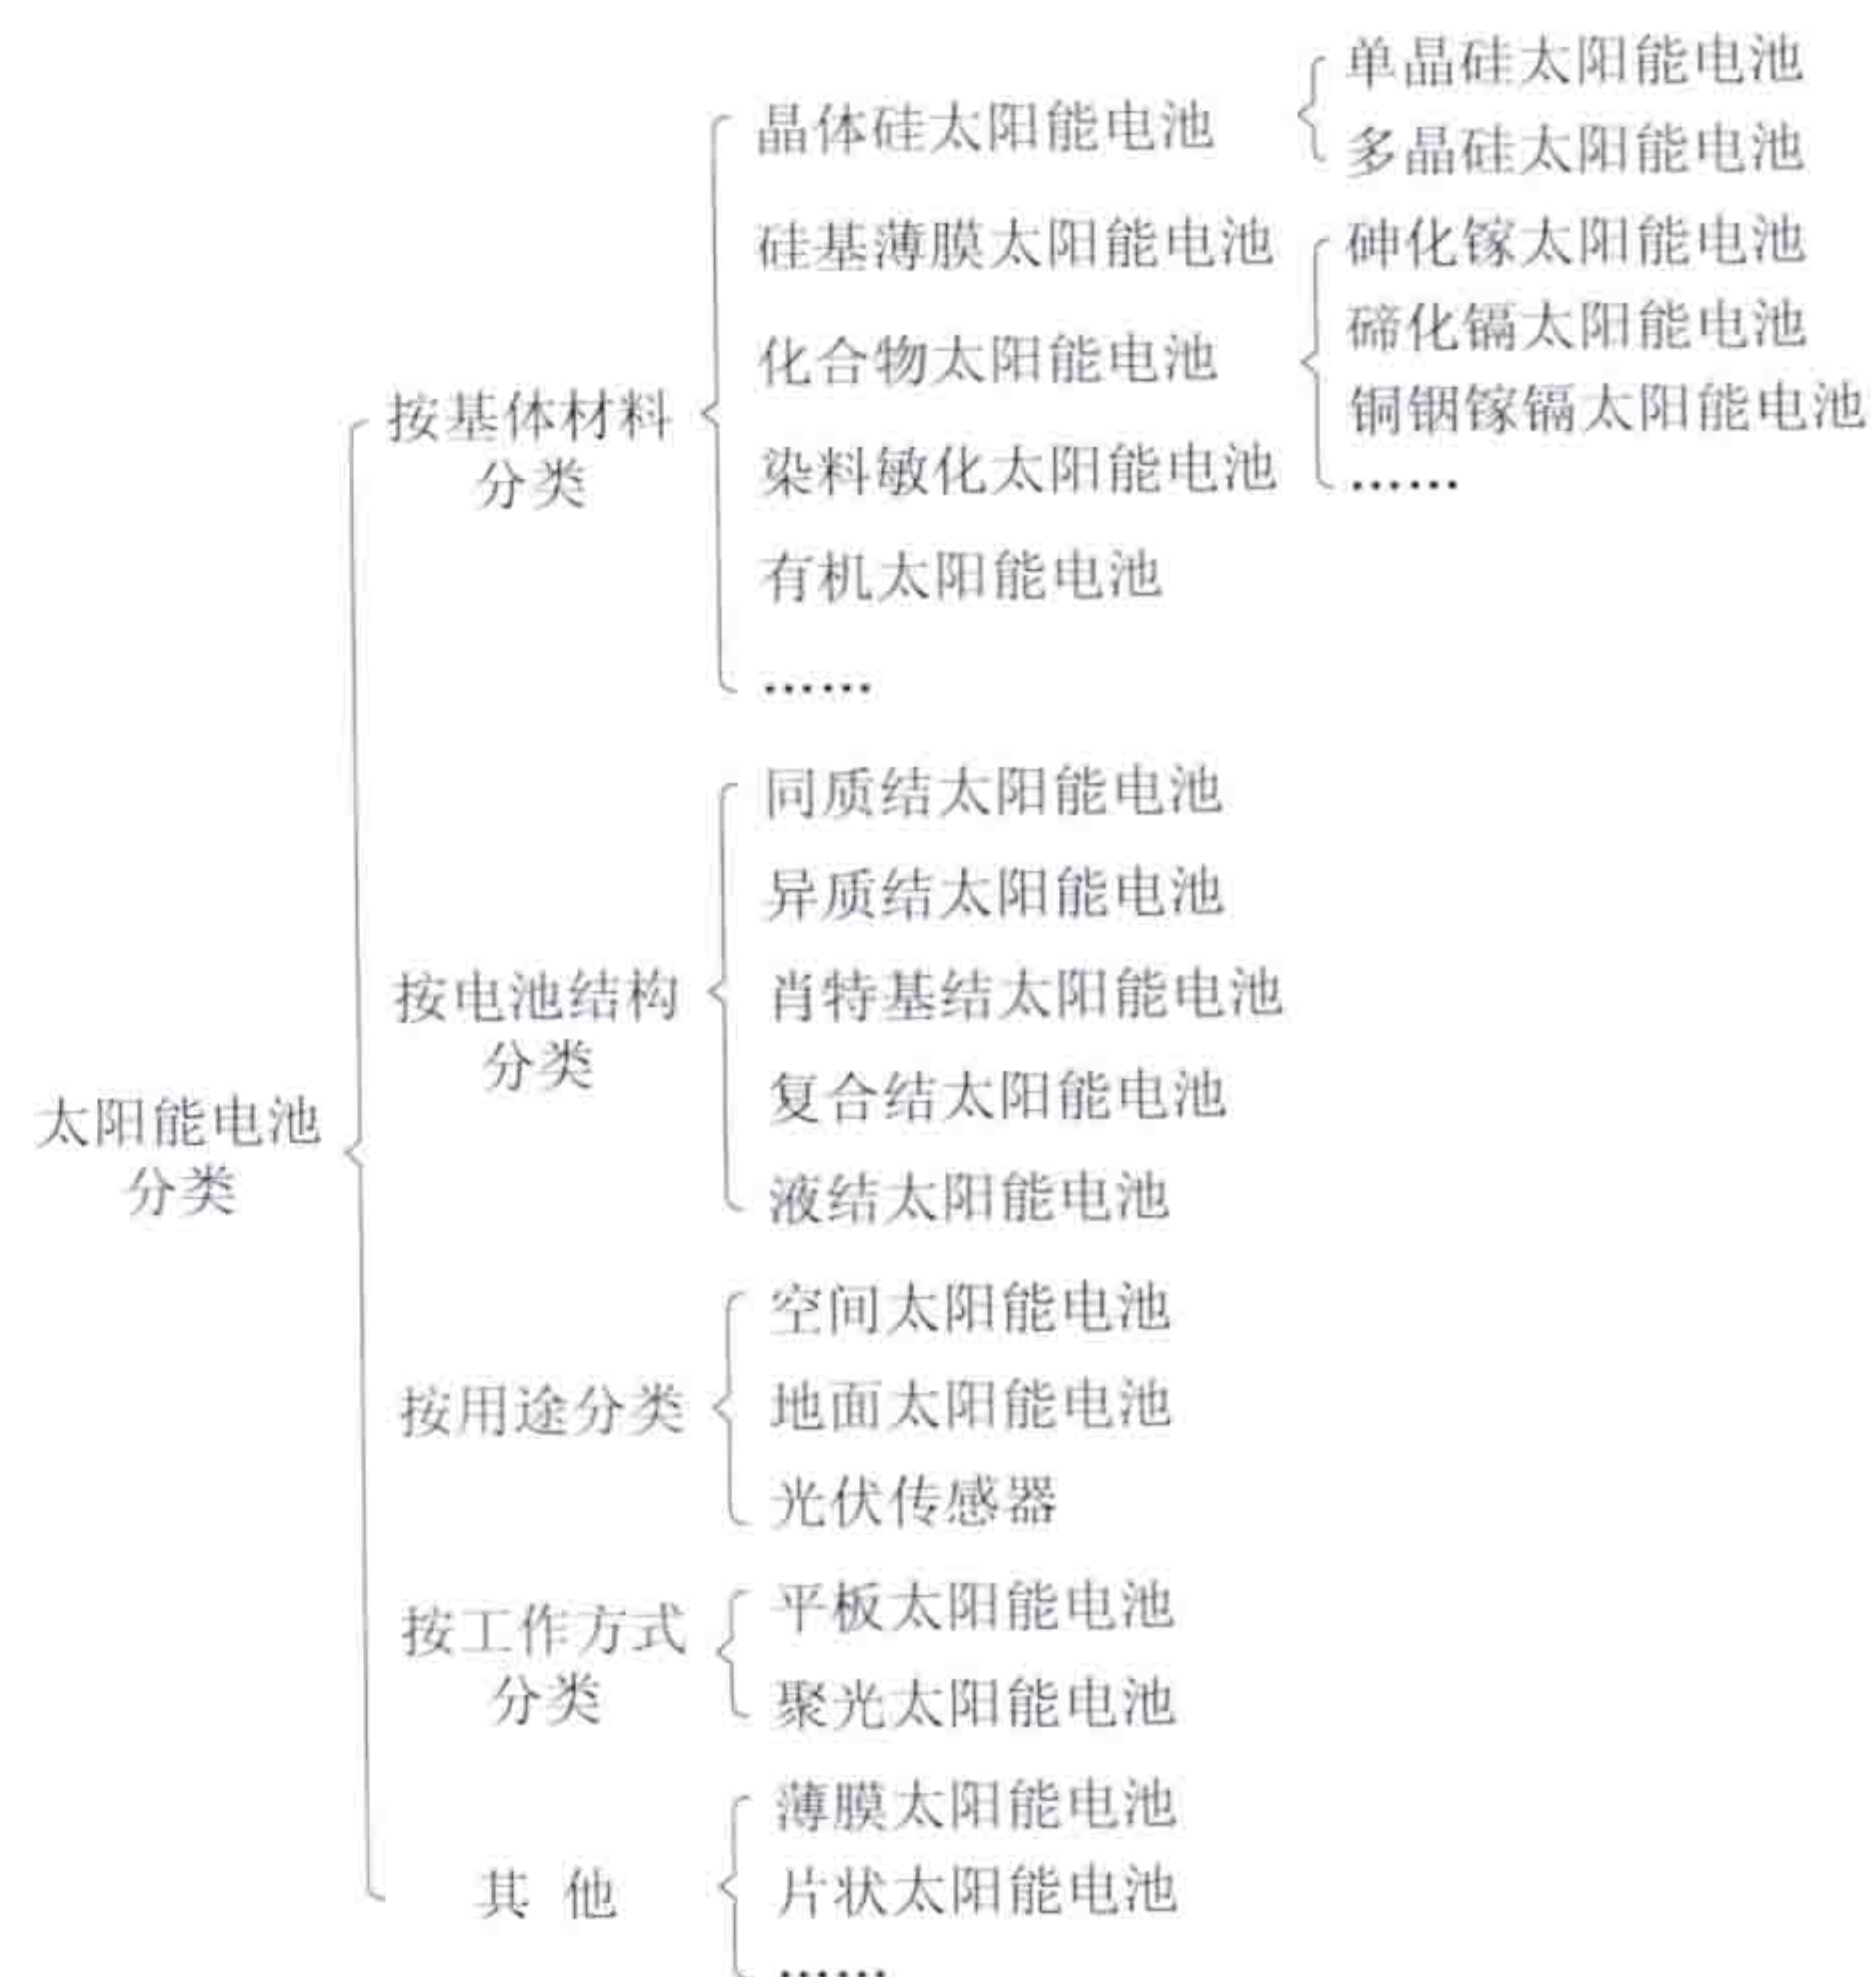 单晶硅太阳能电池
晶体硅太阳能电池
多晶硅太阳能电池
硅基薄膜太阳能电池
砷化镓太阳能电池
碲化镉太阳能电池
化合物太阳能电池
铜铟镓镉太阳能电池
按基体材料
分类
染料敏化太阳能电池
……
有机太阳能电池
……
同质结太阳能电池
异质结太阳能电池
按电池结构
分类
肖特基结太阳能电池
复合结太阳能电池
太阳能电池
分类
液结太阳能电池
空间太阳能电池
按用途分类
地面太阳能电池
光伏传感器
按工作方式
分类
平板太阳能电池
聚光太阳能电池
薄膜太阳能电池
其 他
片状太阳能电池
……